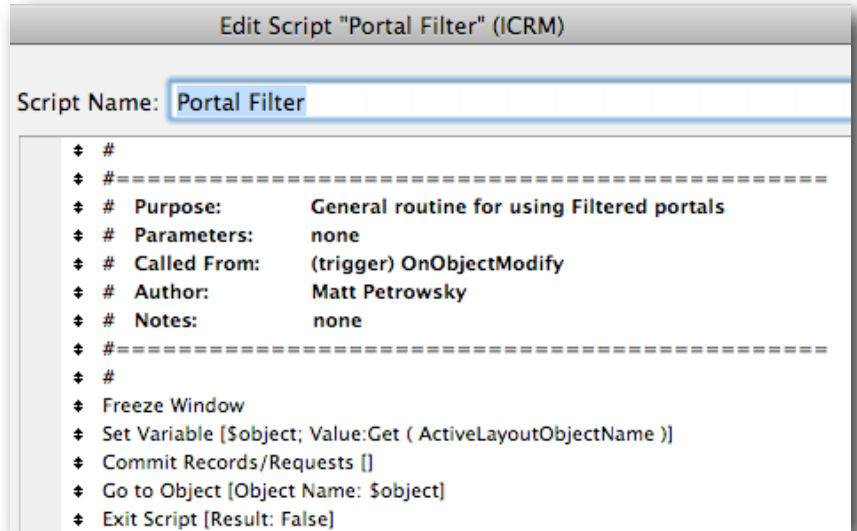 Edit Script "Portal Filter" (ICRM)
Script Name: Portal Filter
#
#==============================================
# Purpose: General routine for using Filtered portals
# Parameters: none
# Called From: (trigger) OnObjectModify
# Author: Matt Petrowsky
# Notes: none
#==============================================
#
Freeze Window
Set Variable [$object; Value:Get ( ActiveLayoutObjectName )]
Commit Records/Requests []
Go to Object [Object Name: $object]
Exit Script [Result: False]